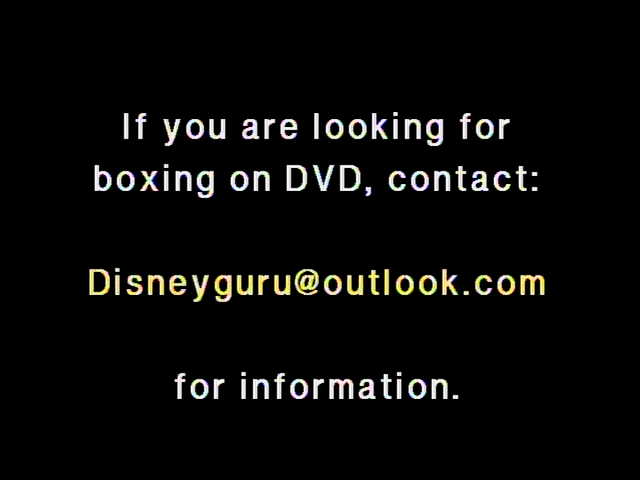 If you are looking for
boxing on DVD, contact:
Disneyguru@outlook.com
for information.